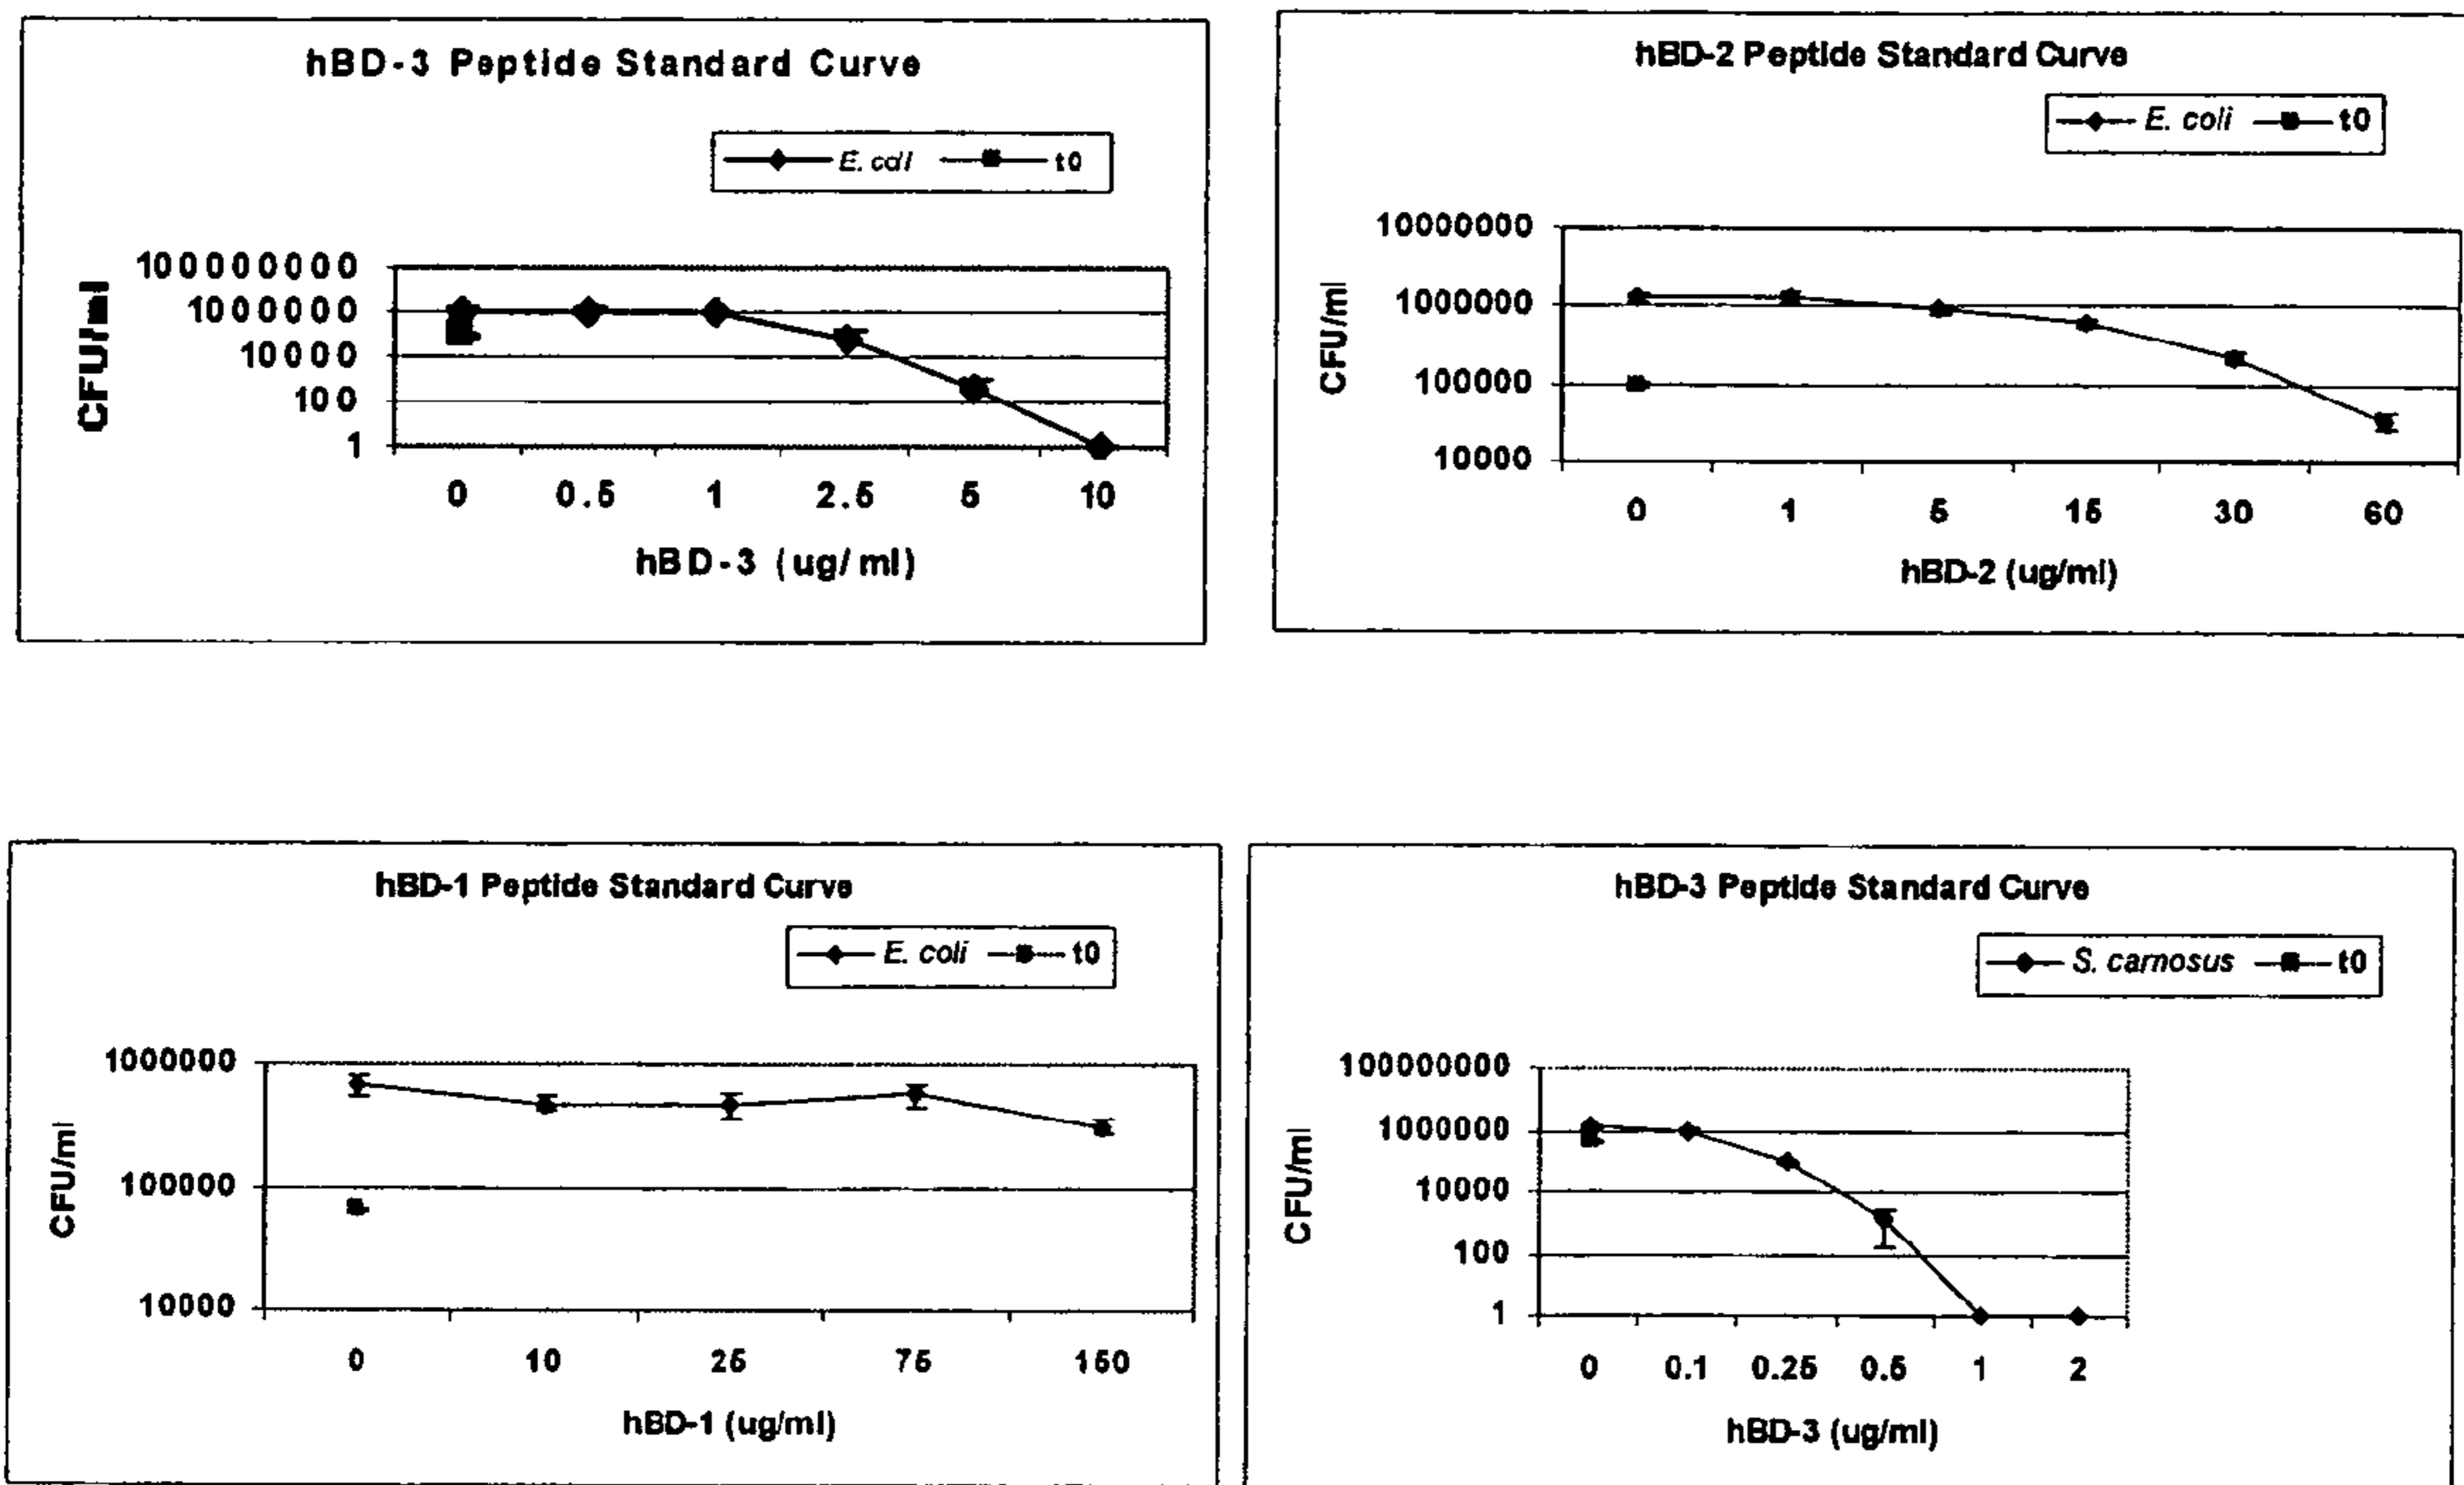 hBD-3 Peptide Standard Curve
E. coli t0
100000000
1000000
10000
100
1
CFU/ml
0 0.5 1 2.5 5 10
hBD-3 (ug/ml)
hBD-2 Peptide Standard Curve
E. coli t0
10000000
1000000
100000
10000
CFU/ml
0 1 5 15 30 60
hBD-2 (ug/ml)
hBD-1 Peptide Standard Curve
E. coli t0
1000000
100000
10000
CFU/ml
0 10 25 75 150
hBD-1 (ug/ml)
hBD-3 Peptide Standard Curve
S. carnosus t0
100000000
1000000
10000
100
1
CFU/ml
0 0.1 0.25 0.5 1 2
hBD-3 (ug/ml)